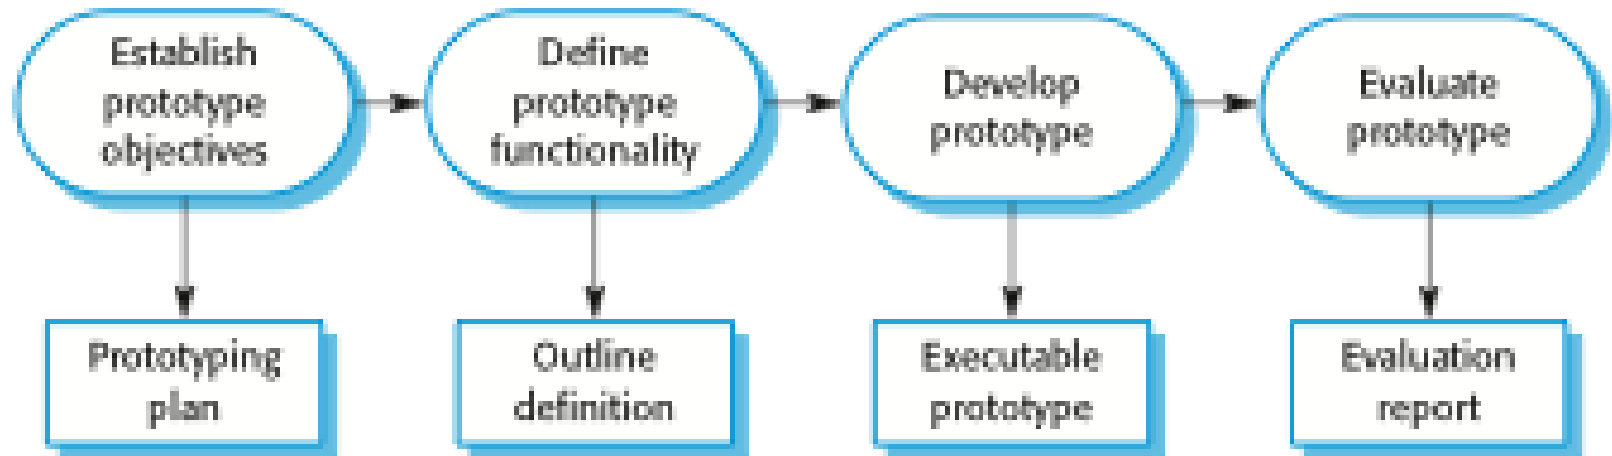 Establish
prototype
objectives
Define
prototype
functionality
Develop
prototype
Evaluate
prototype
Prototyping
plan
Outline
definition
Executable
prototype
Evaluation
report